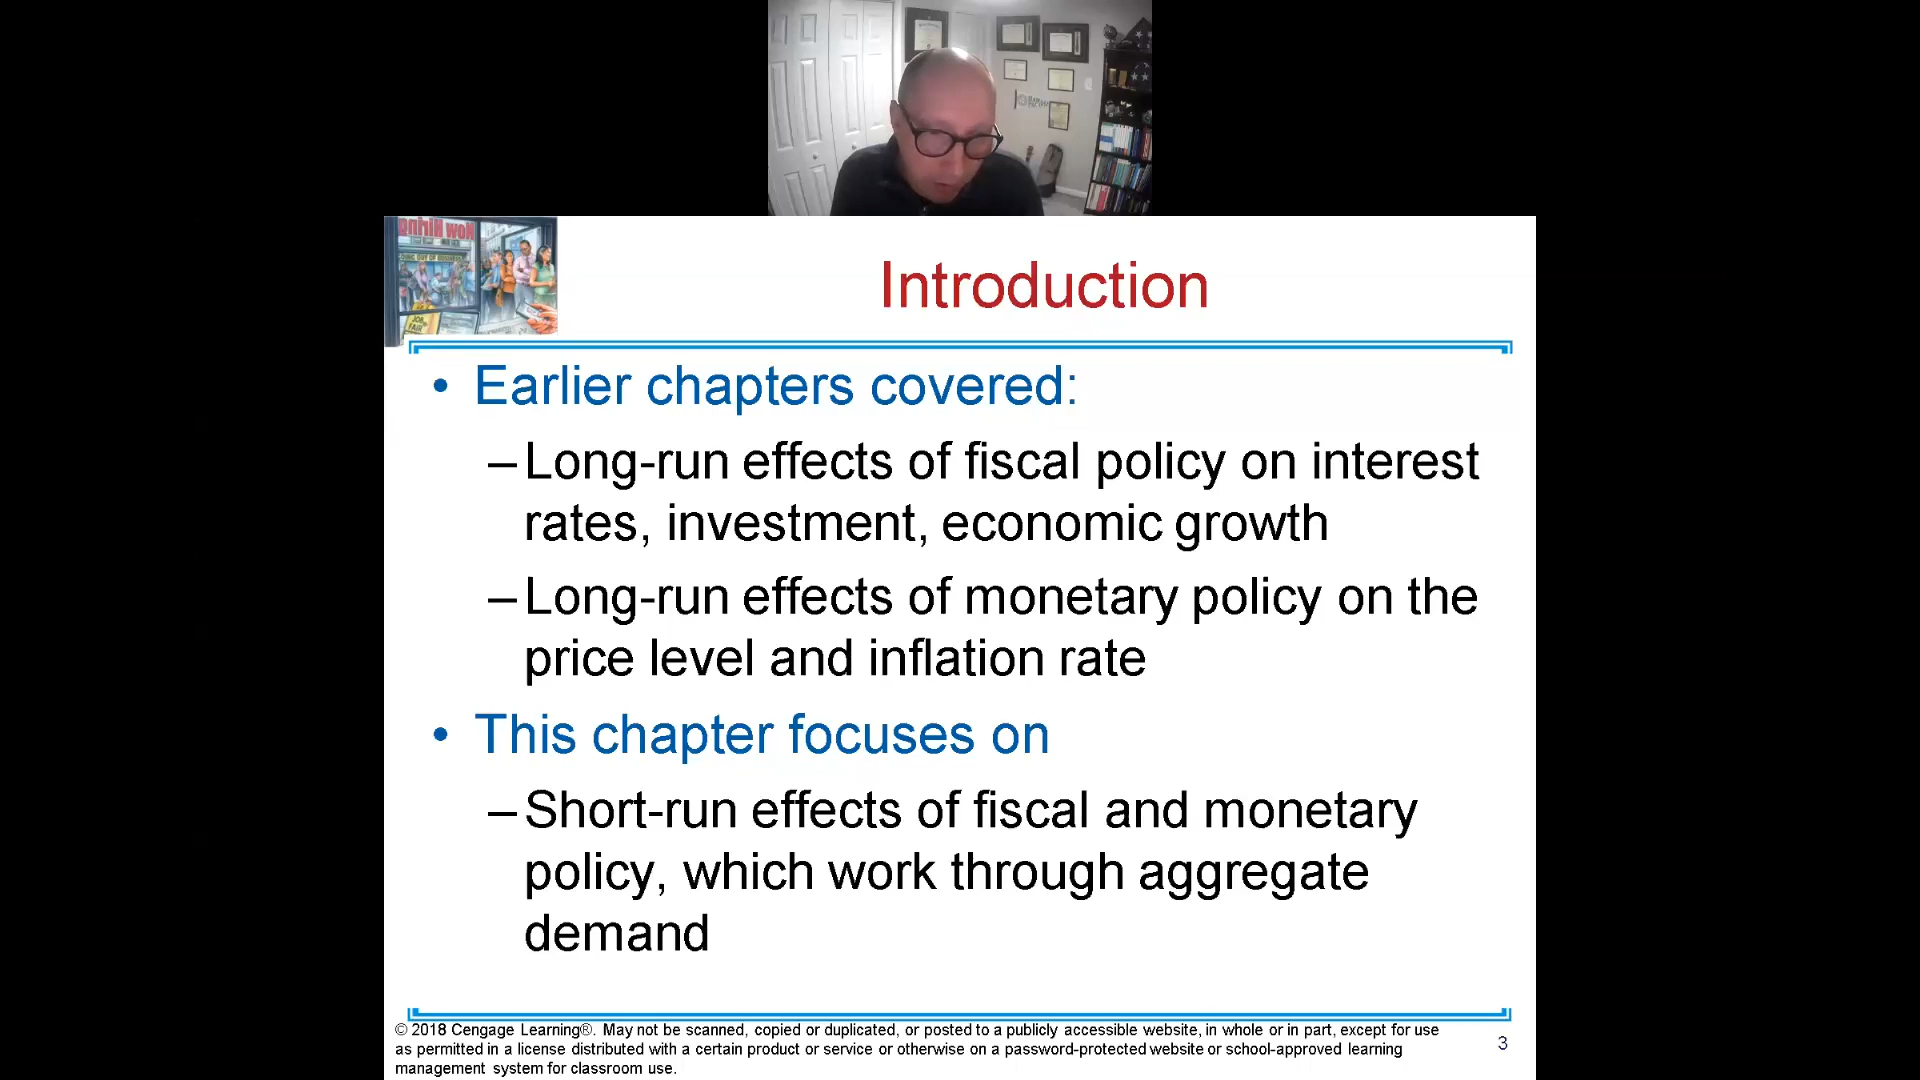 Now Hiring
JOB
FAIR
Introduction
• Earlier chapters covered:
–Long-run effects of fiscal policy on interest
rates, investment, economic growth
–Long-run effects of monetary policy on the
price level and inflation rate
• This chapter focuses on
–Short-run effects of fiscal and monetary
policy, which work through aggregate
demand
© 2018 Cengage Learning®. May not be scanned, copied or duplicated, or posted to a publicly accessible website, in whole or in part, except for use
as permitted in a license distributed with a certain product or service or otherwise on a password-protected website or school-approved learning
management system for classroom use.
3